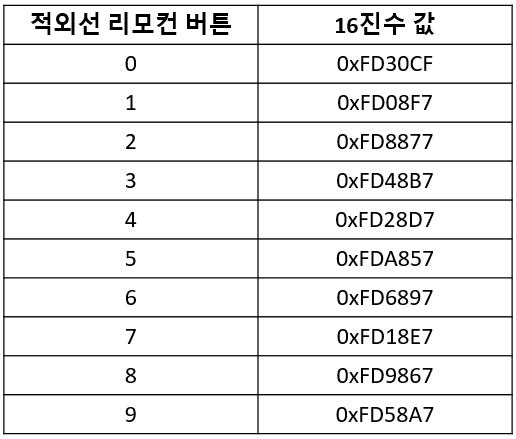 적외선 리모컨 버튼 16진수 값
0 0xFD30CF
1 0xFD08F7
2 0xFD8877
3 0xFD48B7
4 0xFD28D7
5 0xFDA857
6 0xFD6897
7 0xFD18E7
8 0xFD9867
9 0xFD58A7